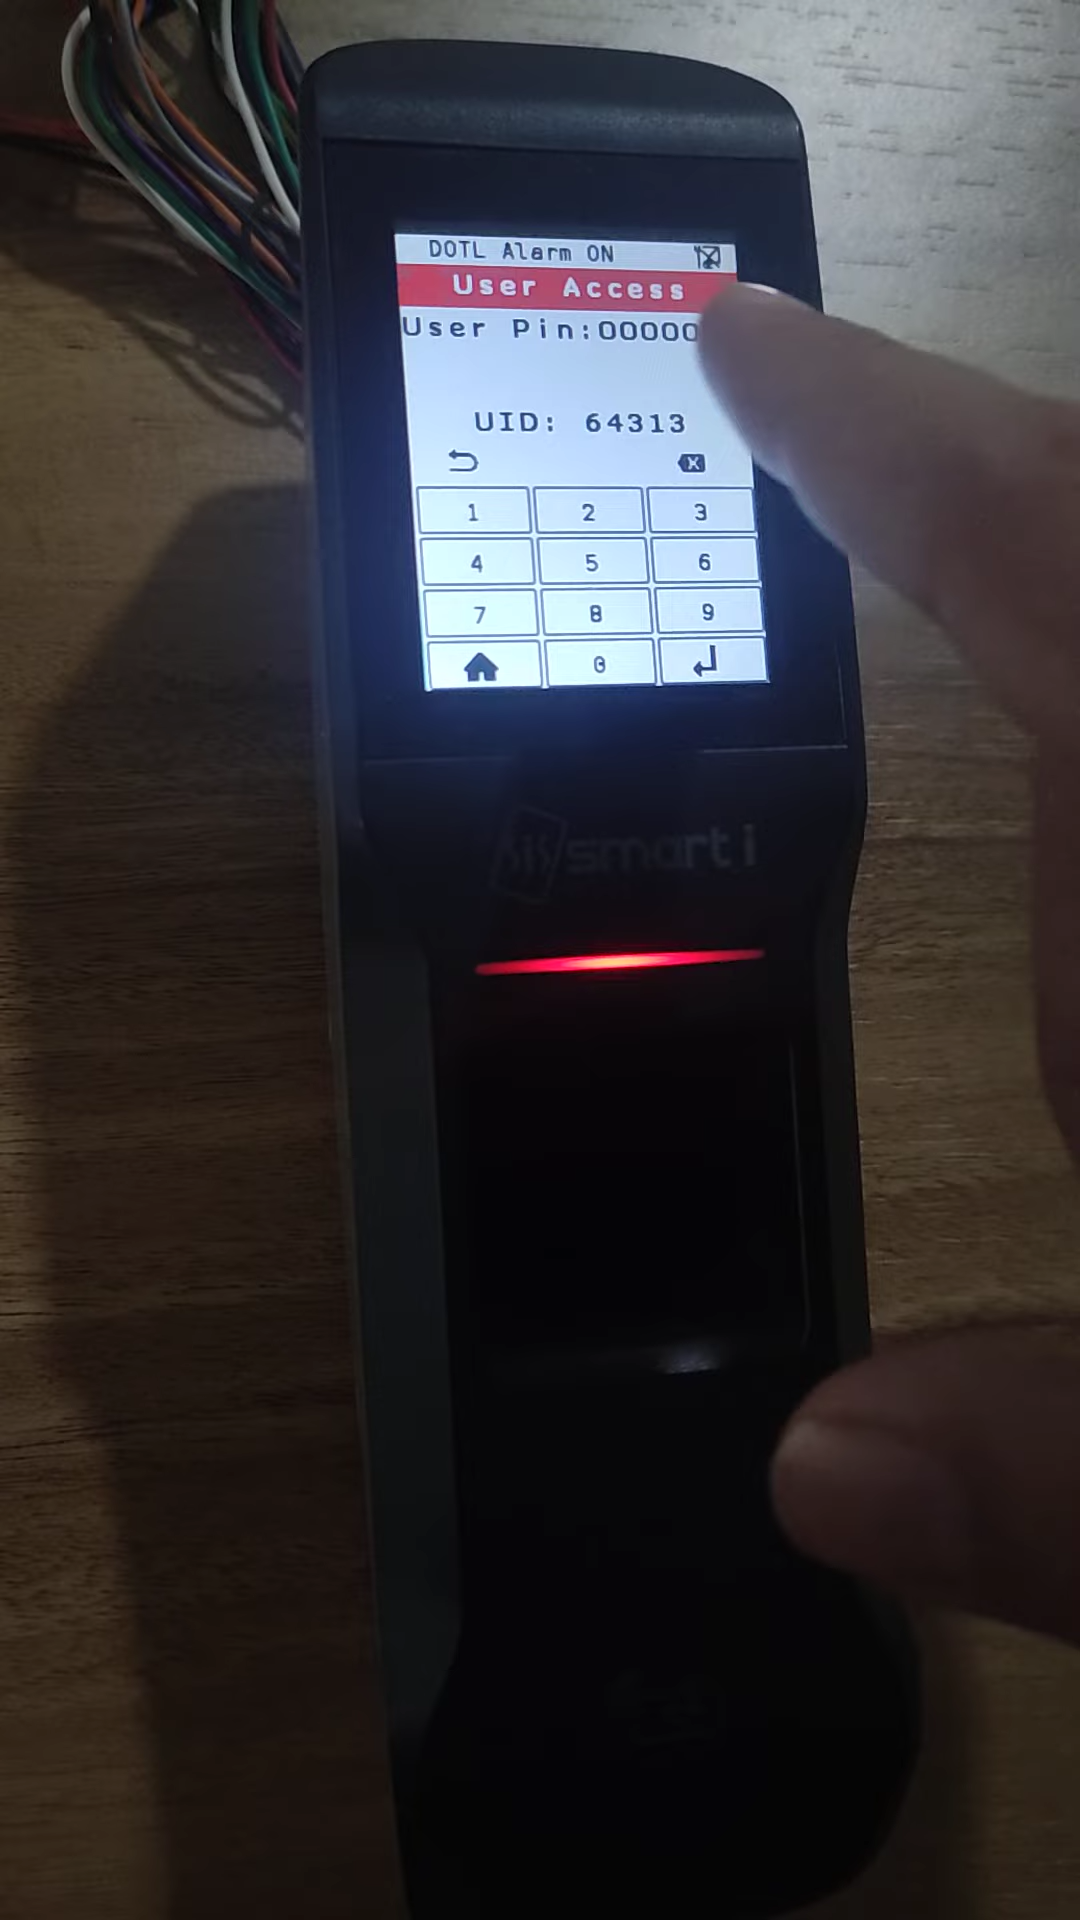 DOTL Alarm ON
User Access
User Pin:00000
UID: 64313
1 2 3
4 5 6
7 8 9
0
smart i